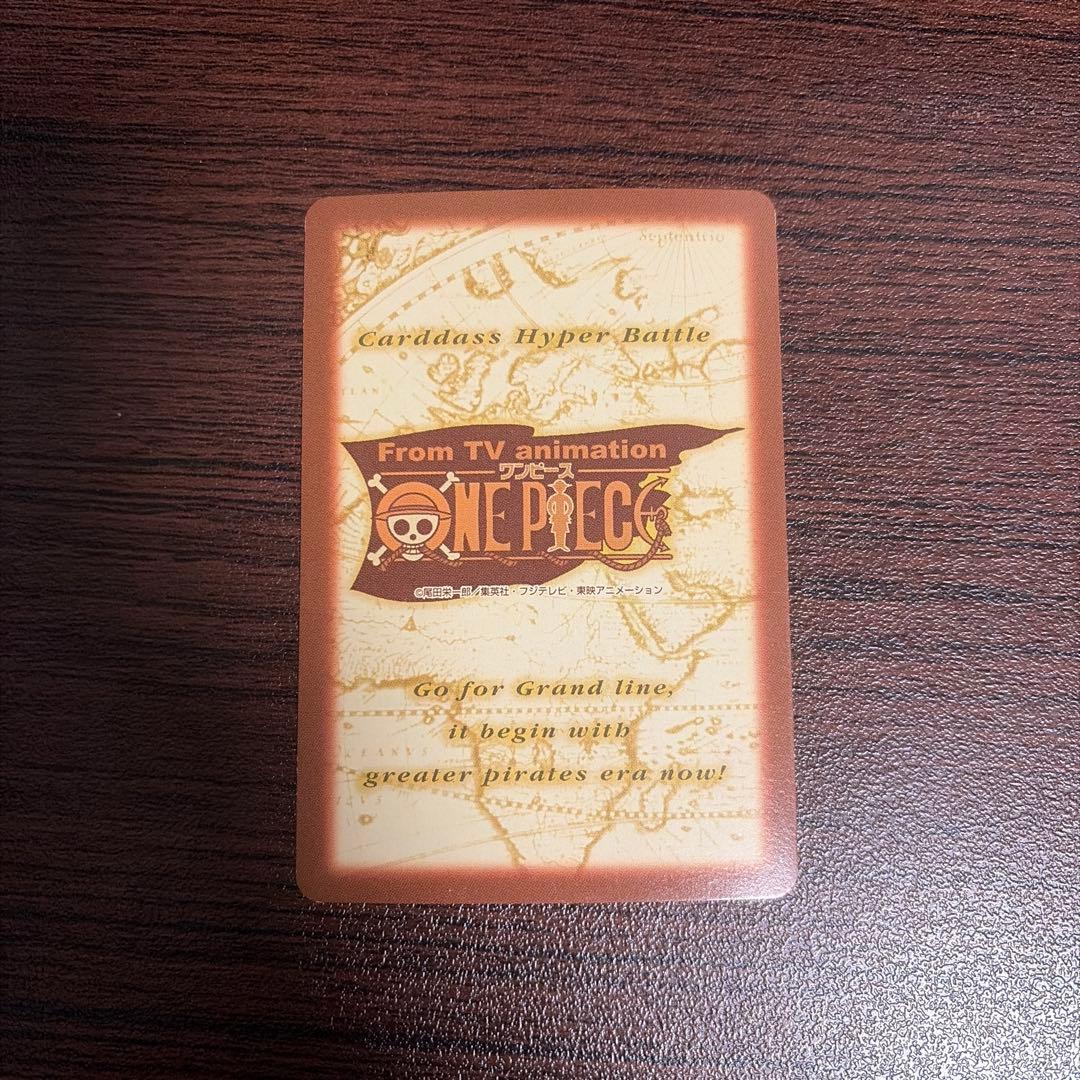 Septentrio
Carddass Hyper Battle
From TV animation
ワンピース
ONE PIECE
©尾田栄一郎／集英社・フジテレビ・東映アニメーション
Go for Grand line,
it begin with
greater pirates era now!